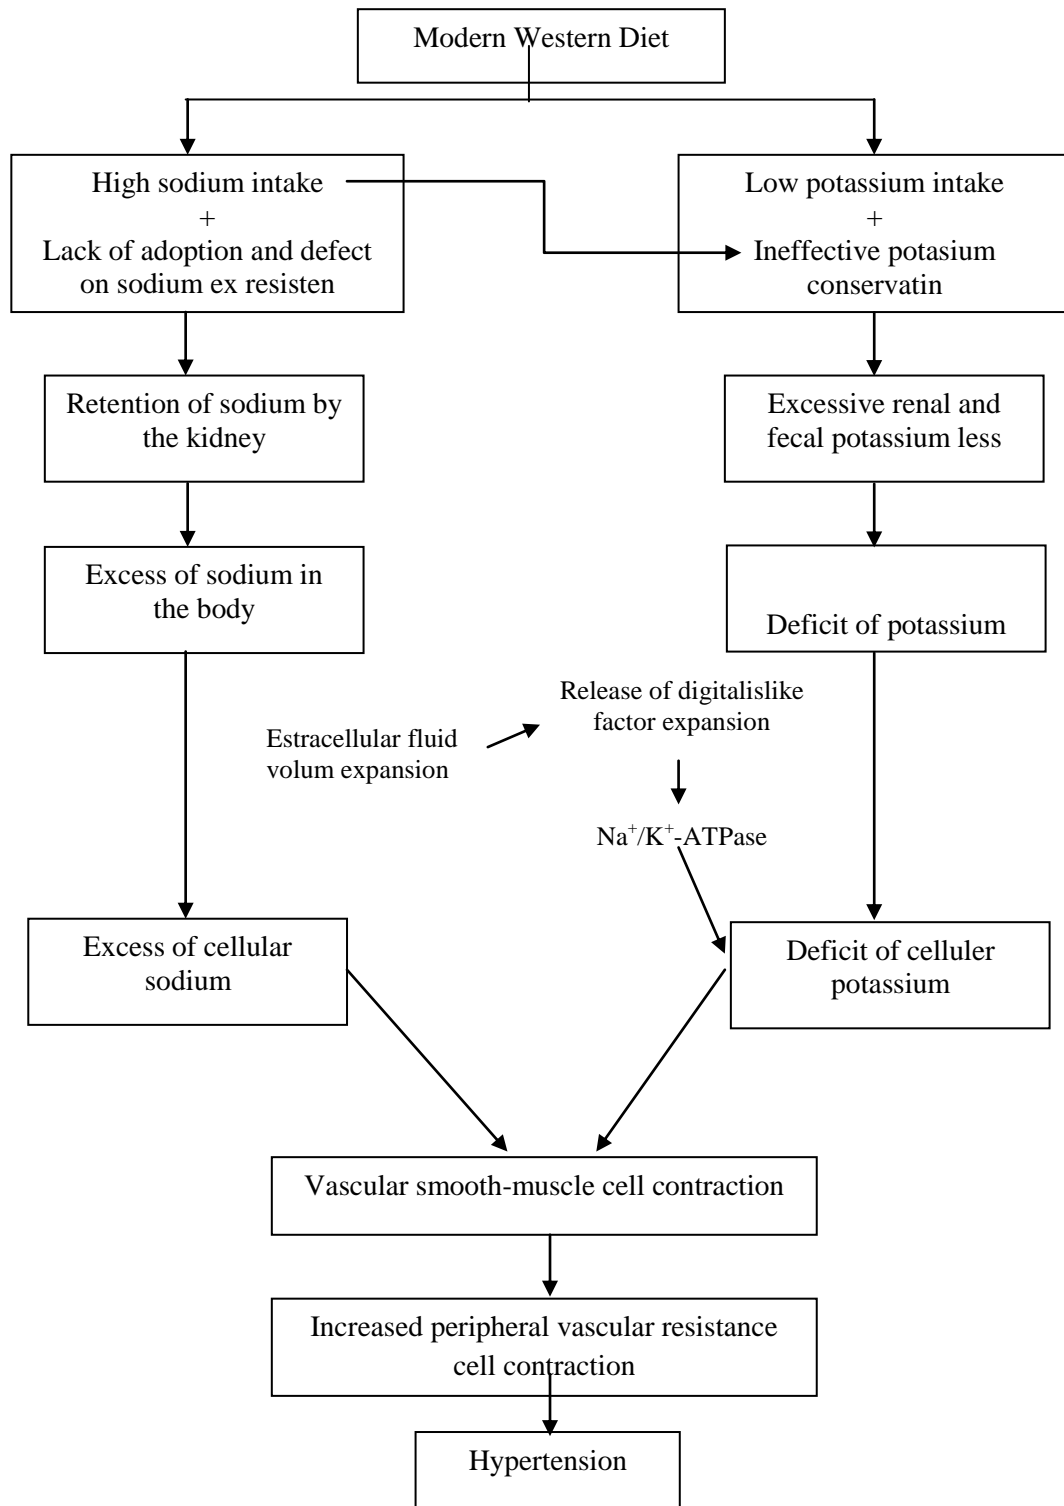 Modern Western Diet
High sodium intake
+
Lack of adoption and defect
on sodium ex resisten
Low potassium intake
+
Ineffective potasium
conservatin
Retention of sodium by
the kidney
Excessive renal and
fecal potassium less
Excess of sodium in
the body
Deficit of potassium
Release of digitalislike
factor expansion
Estracellular fluid
volum expansion
Na⁺/K⁺-ATPase
Excess of cellular
sodium
Deficit of celluler
potassium
Vascular smooth-muscle cell contraction
Increased peripheral vascular resistance
cell contraction
Hypertension